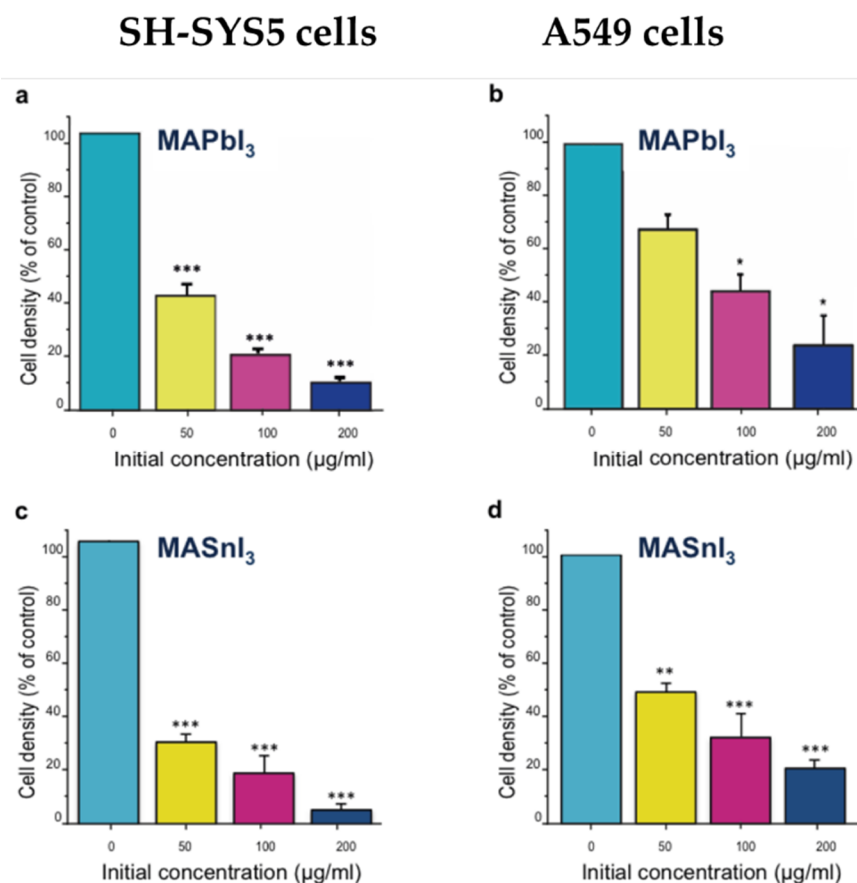 SH-SYS5 cells A549 cells
a
MAPbI3
Cell density (% of control)
100
80
60
40
20
0
***
***
***
0 50 100 200
Initial concentration (µg/ml)
b
MAPbI3
Cell density (% of control)
100
80
60
40
20
0
*
*
0 50 100 200
Initial concentration (µg/ml)
c
MASnI3
Cell density (% of control)
100
80
60
40
20
0
***
***
***
0 50 100 200
Initial concentration (µg/ml)
d
MASnI3
Cell density (% of control)
100
80
60
40
20
0
**
***
***
0 50 100 200
Initial concentration (µg/ml)